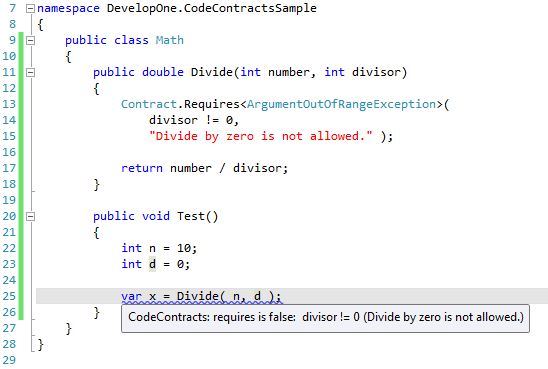 7 namespace DevelopOne.CodeContractsSample
8 {
9 public class Math
10 {
11 public double Divide(int number, int divisor)
12 {
13 Contract.Requires<ArgumentOutOfRangeException>(
14 divisor != 0,
15 "Divide by zero is not allowed." );
16
17 return number / divisor;
18 }
19
20 public void Test()
21 {
22 int n = 10;
23 int d = 0;
24
25 var x = Divide( n, d );
26 }
CodeContracts: requires is false: divisor != 0 (Divide by zero is not allowed.)
27 }
28 }
29